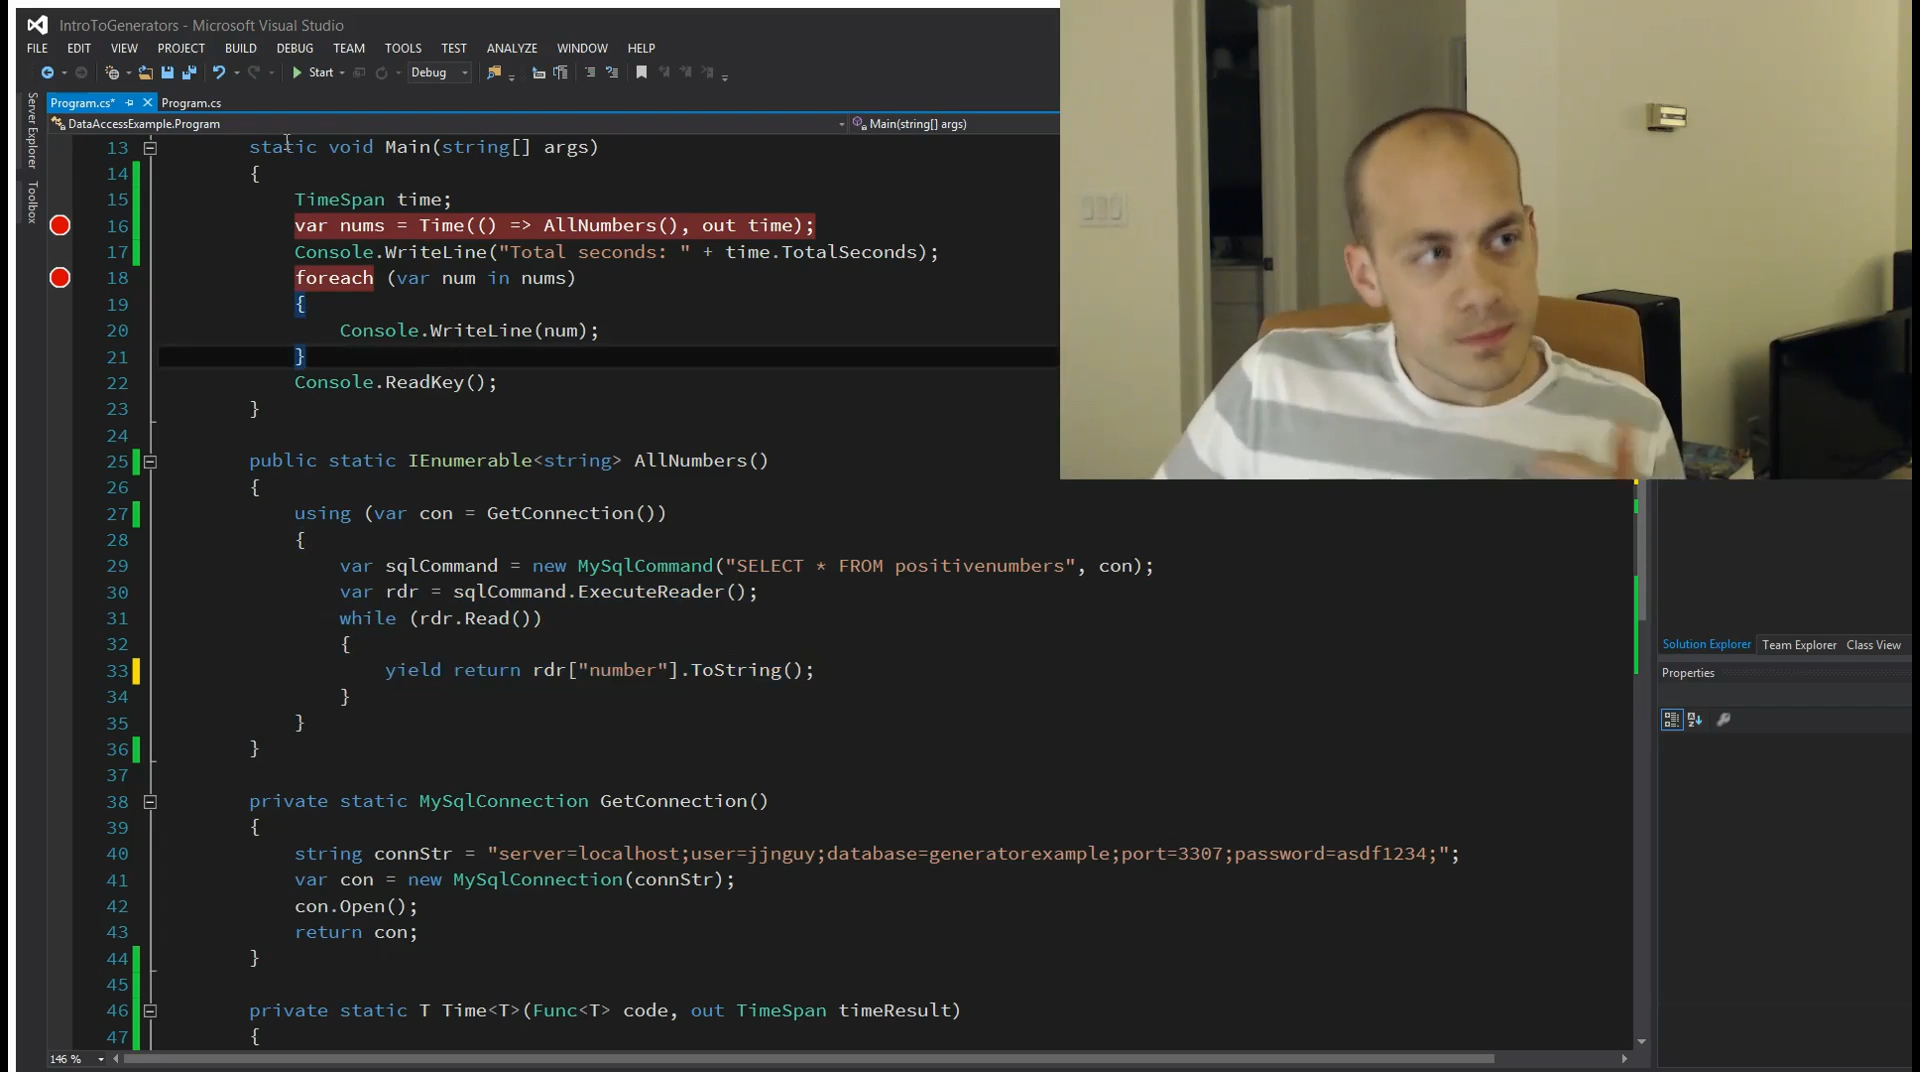 IntroToGenerators - Microsoft Visual Studio
FILE EDIT VIEW PROJECT BUILD DEBUG TEAM TOOLS TEST ANALYZE WINDOW HELP
Start Debug
Server Explorer
Toolbox
Program.cs* Program.cs
DataAccessExample.Program Main(string[] args)
13 static void Main(string[] args)
14 {
15 TimeSpan time;
16 var nums = Time(() => AllNumbers(), out time);
17 Console.WriteLine("Total seconds: " + time.TotalSeconds);
18 foreach (var num in nums)
19 {
20 Console.WriteLine(num);
21 }
22 Console.ReadKey();
23 }
24
25 public static IEnumerable<string> AllNumbers()
26 {
27 using (var con = GetConnection())
28 {
29 var sqlCommand = new MySqlCommand("SELECT * FROM positivenumbers", con);
30 var rdr = sqlCommand.ExecuteReader();
31 while (rdr.Read())
32 {
33 yield return rdr["number"].ToString();
34 }
35 }
36 }
37
38 private static MySqlConnection GetConnection()
39 {
40 string connStr = "server=localhost;user=jjnguy;database=generatorexample;port=3307;password=asdf1234;";
41 var con = new MySqlConnection(connStr);
42 con.Open();
43 return con;
44 }
45
46 private static T Time<T>(Func<T> code, out TimeSpan timeResult)
47 {
146 %
Solution Explorer Team Explorer Class View
Properties